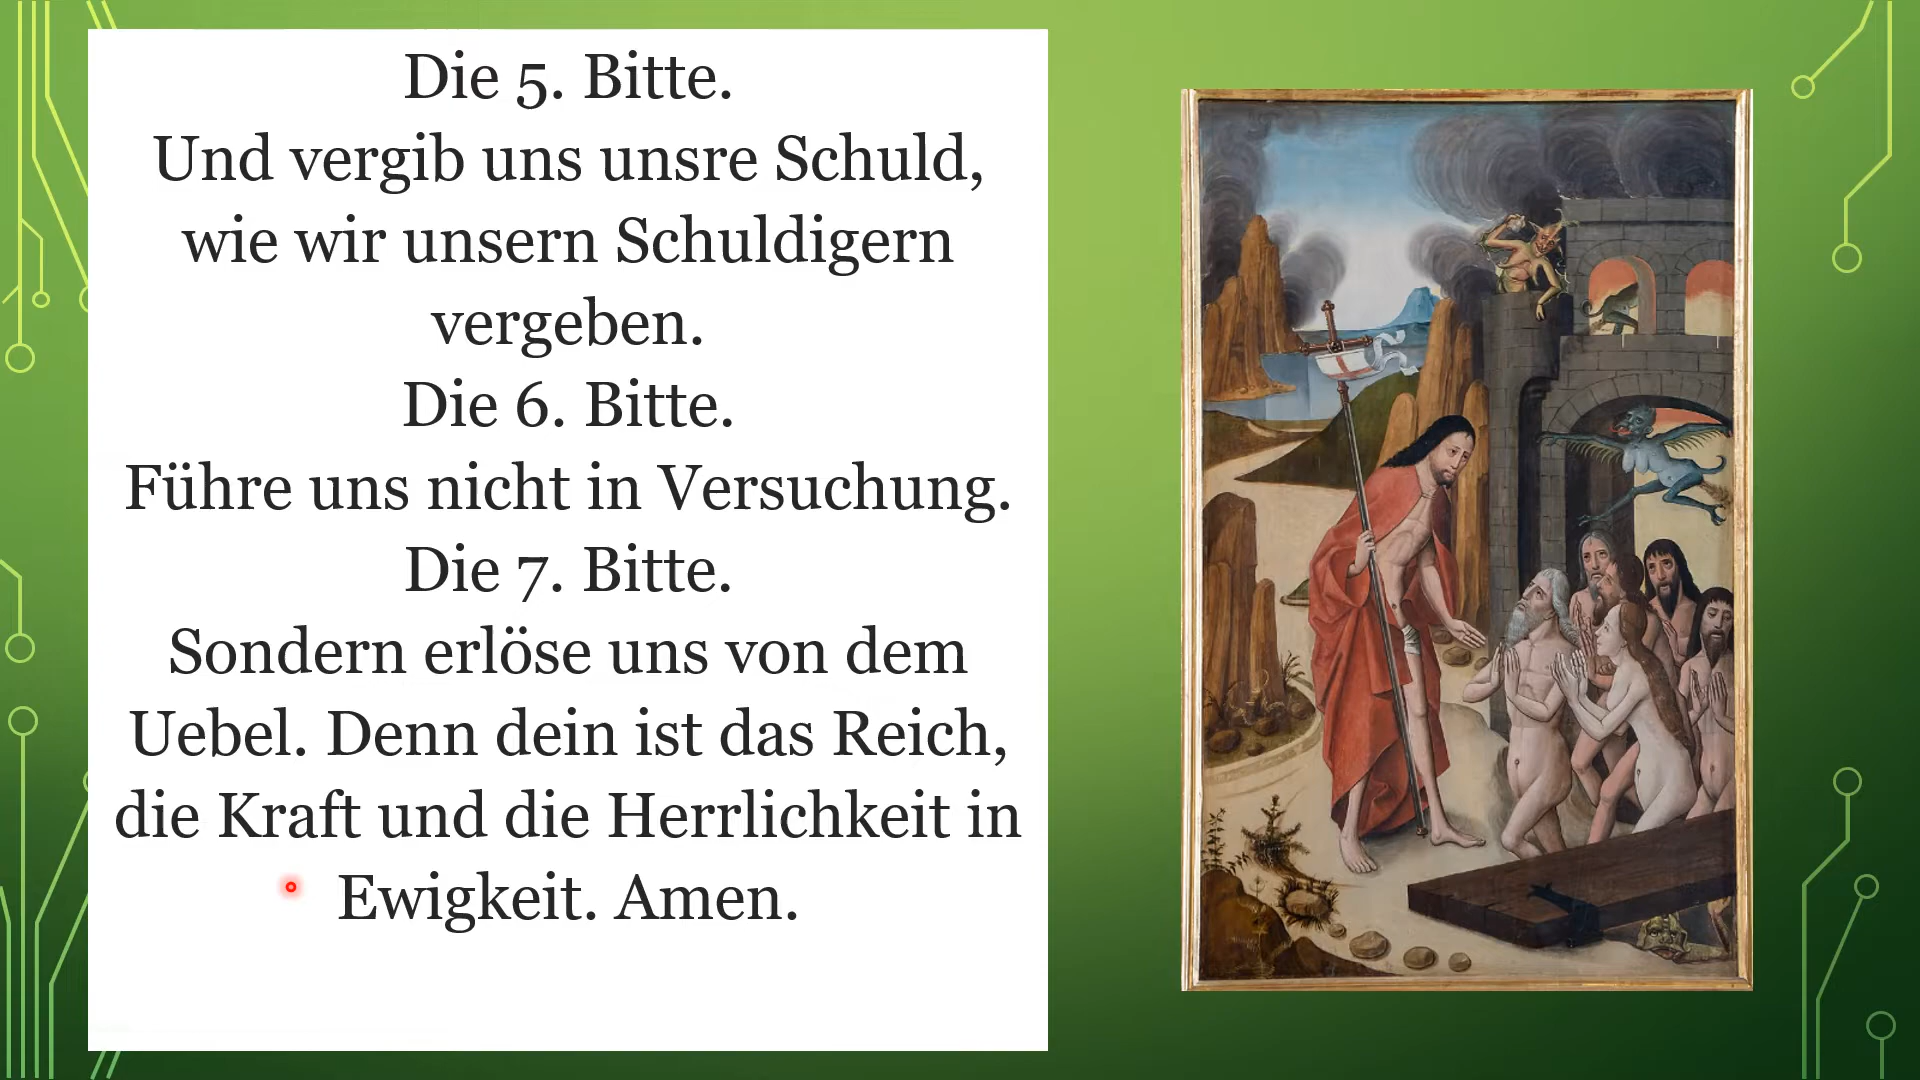 Die 5. Bitte.
Und vergib uns unsre Schuld,
wie wir unsern Schuldigern
vergeben.
Die 6. Bitte.
Führe uns nicht in Versuchung.
Die 7. Bitte.
Sondern erlöse uns von dem
Uebel. Denn dein ist das Reich,
die Kraft und die Herrlichkeit in
Ewigkeit. Amen.